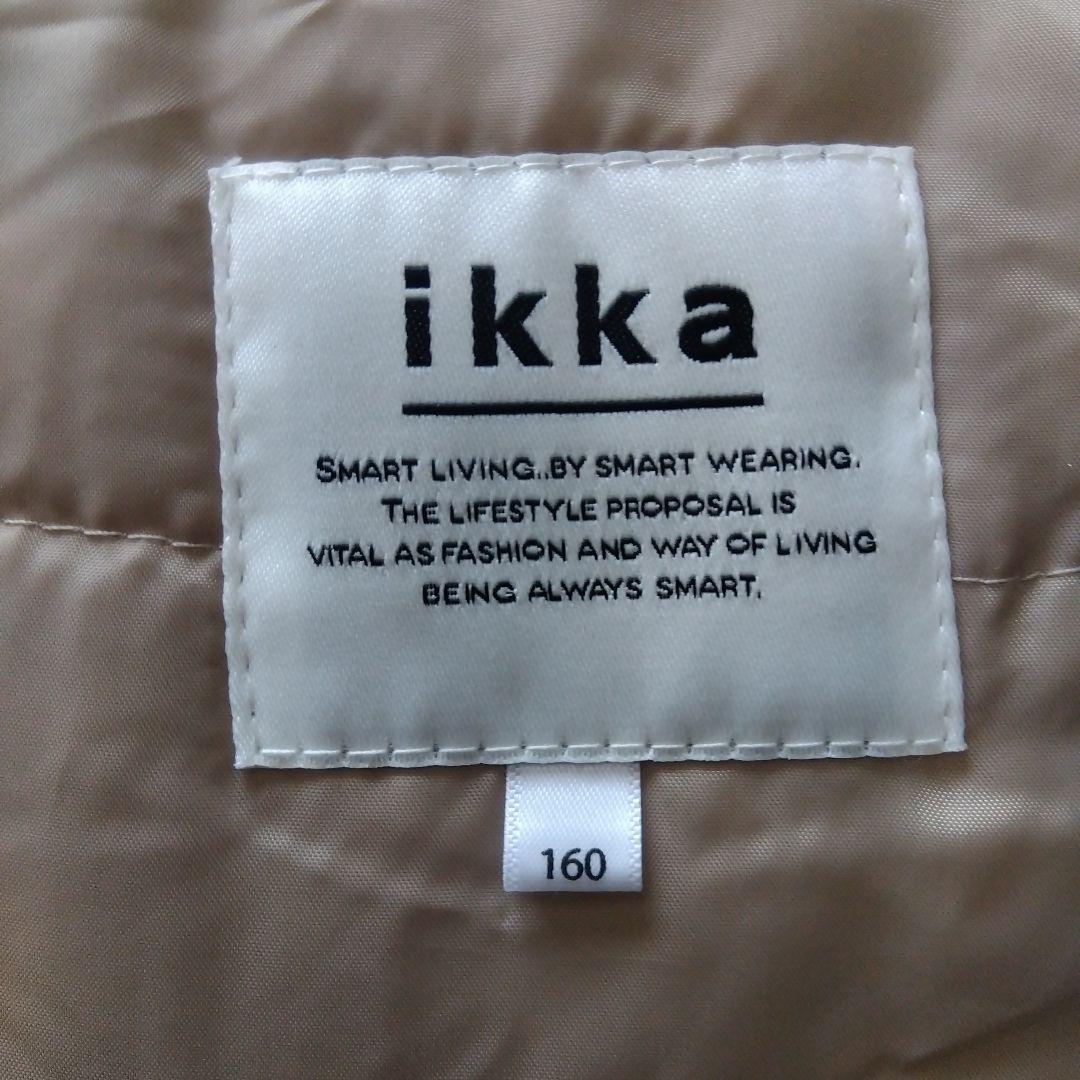 ikka
SMART LIVING..BY SMART WEARING.
THE LIFESTYLE PROPOSAL IS
VITAL AS FASHION AND WAY OF LIVING
BEING ALWAYS SMART.
160